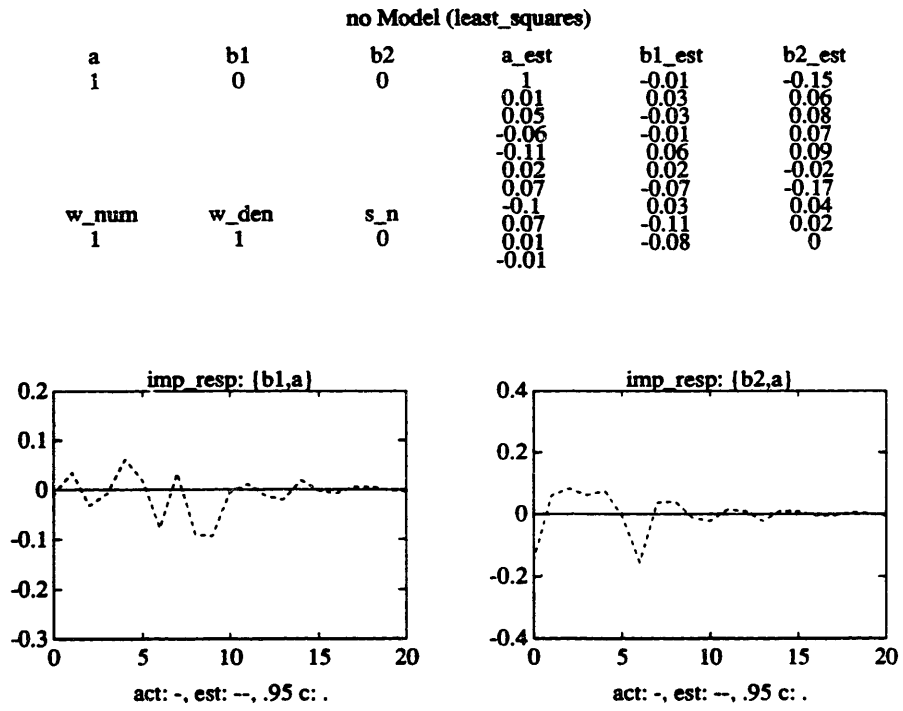 no Model (least_squares)
a b1 b2 a_est b1_est b2_est
1 0 0 1 -0.01 -0.15
0.01 0.03 0.06
0.05 -0.03 0.08
-0.06 -0.01 0.07
-0.11 0.06 0.09
0.02 0.02 -0.02
0.07 -0.07 -0.17
w_num w_den s_n -0.1 0.03 0.04
0.07 -0.11 0.02
1 1 0 0.01 -0.08 0
-0.01
imp_resp: {b1,a}
0.2
0.1
0
-0.1
-0.2
-0.3
0 5 10 15 20
act: -, est: --, .95 c: .
imp_resp: {b2,a}
0.4
0.2
0
-0.2
-0.4
0 5 10 15 20
act: -, est: --, .95 c: .